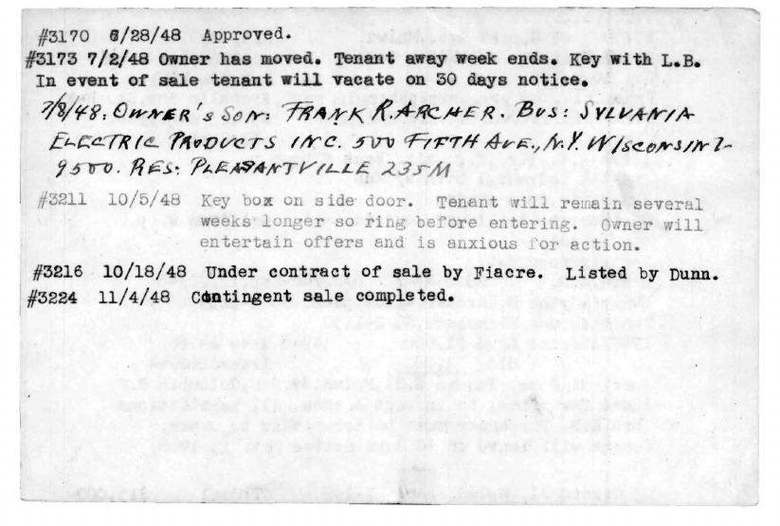 #3170 6/28/48 Approved.
#3173 7/2/48 Owner has moved. Tenant away week ends. Key with L.B.
In event of sale tenant will vacate on 30 days notice.
7/8/48: OWNER'S SON: FRANK R. ARCHER. BUS: SYLVANIA
ELECTRIC PRODUCTS INC. 500 FIFTH AVE., N.Y. WISCONSIN 7-
9500. RES: PLEASANTVILLE 235M
#3211 10/5/48 Key box on side door. Tenant will remain several
weeks longer so ring before entering. Owner will
entertain offers and is anxious for action.
#3216 10/18/48 Under contract of sale by Fiacre. Listed by Dunn.
#3224 11/4/48 Contingent sale completed.